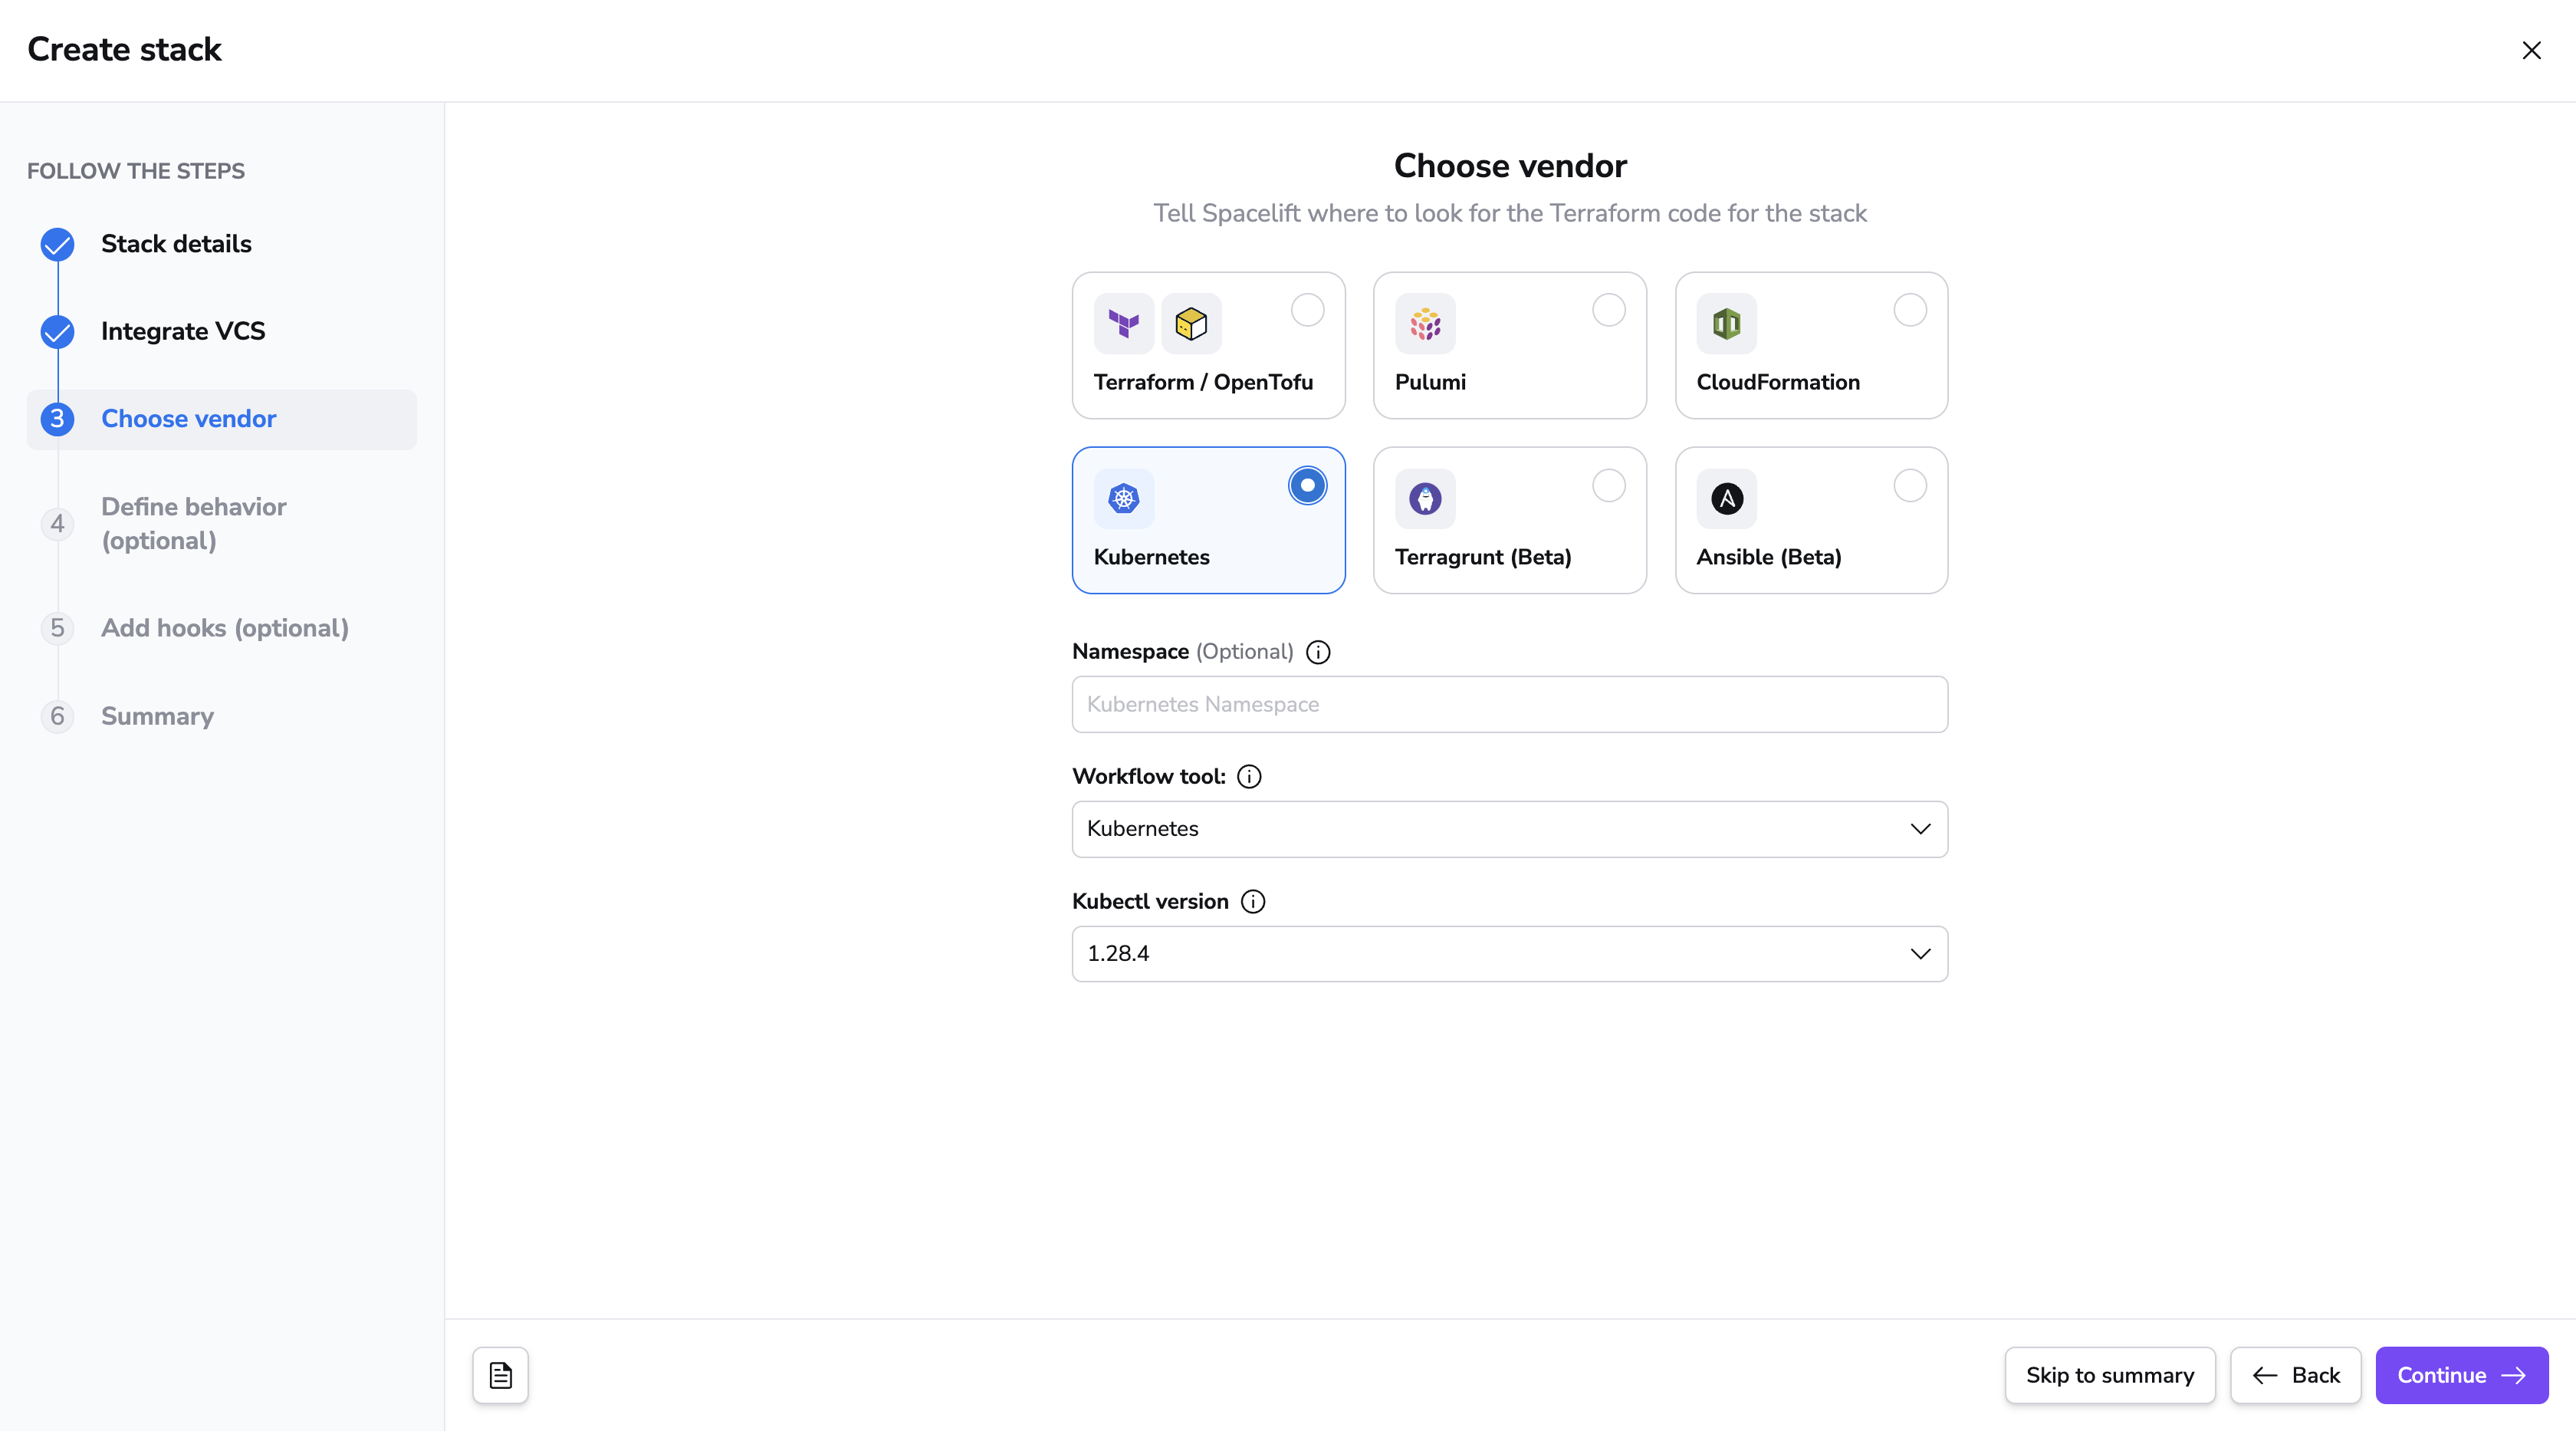 Create stack
FOLLOW THE STEPS
Stack details
Integrate VCS
3 Choose vendor
4 Define behavior
(optional)
5 Add hooks (optional)
6 Summary
Choose vendor
Tell Spacelift where to look for the Terraform code for the stack
Terraform / OpenTofu
Pulumi
CloudFormation
Kubernetes
Terragrunt (Beta)
Ansible (Beta)
Namespace (Optional)
Kubernetes Namespace
Workflow tool:
Kubernetes
Kubectl version
1.28.4
Skip to summary
Back
Continue